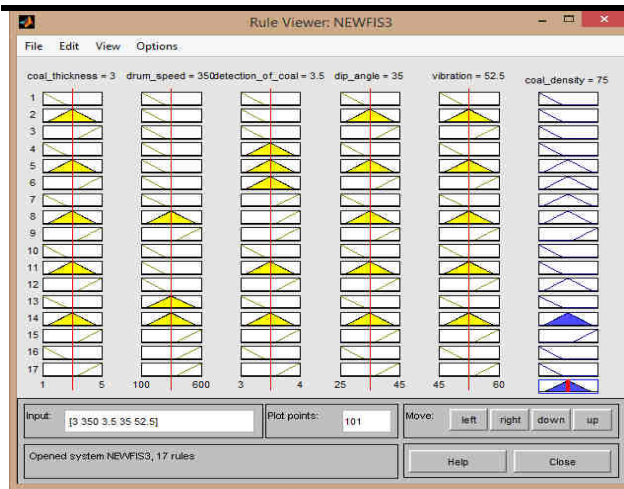 Rule Viewer: NEWFIS3
File Edit View Options
coal_thickness = 3 drum_speed = 350 detection_of_coal = 3.5 dip_angle = 35 vibration = 52.5 coal_density = 75
1
2
3
4
5
6
7
8
9
10
11
12
13
14
15
16
17
1 5 100 600 3 4 25 45 45 60
Input: [3 350 3.5 35 52.5] Plot points: 101 Move: left right down up
Opened system NEWFIS3, 17 rules Help Close